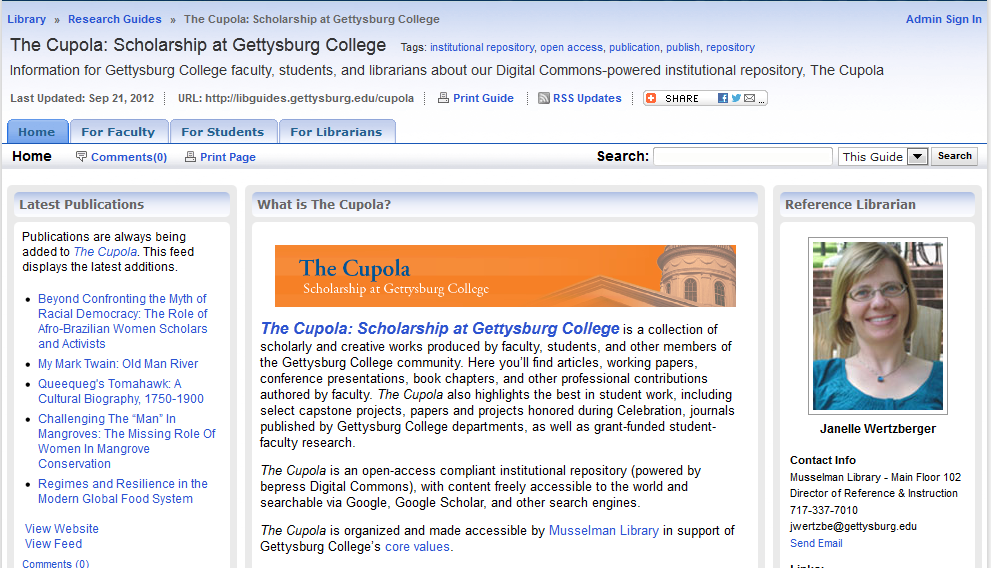 Library » Research Guides » The Cupola: Scholarship at Gettysburg College Admin Sign In
The Cupola: Scholarship at Gettysburg College Tags: institutional repository, open access, publication, publish, repository
Information for Gettysburg College faculty, students, and librarians about our Digital Commons-powered institutional repository, The Cupola
Last Updated: Sep 21, 2012 URL: http://libguides.gettysburg.edu/cupola Print Guide RSS Updates SHARE ...
Home For Faculty For Students For Librarians
Home Comments(0) Print Page Search: This Guide Search
Latest Publications
Publications are always being
added to The Cupola. This feed
displays the latest additions.
• Beyond Confronting the Myth of
Racial Democracy: The Role of
Afro-Brazilian Women Scholars
and Activists
• My Mark Twain: Old Man River
• Queequeg's Tomahawk: A
Cultural Biography, 1750-1900
• Challenging The “Man” In
Mangroves: The Missing Role Of
Women In Mangrove
Conservation
• Regimes and Resilience in the
Modern Global Food System
View Website
View Feed
Comments (0)
What is The Cupola?
The Cupola
Scholarship at Gettysburg College
The Cupola: Scholarship at Gettysburg College is a collection of
scholarly and creative works produced by faculty, students, and other members of
the Gettysburg College community. Here you’ll find articles, working papers,
conference presentations, book chapters, and other professional contributions
authored by faculty. The Cupola also highlights the best in student work, including
select capstone projects, papers and projects honored during Celebration, journals
published by Gettysburg College departments, as well as grant-funded student-
faculty research.
The Cupola is an open-access compliant institutional repository (powered by
bepress Digital Commons), with content freely accessible to the world and
searchable via Google, Google Scholar, and other search engines.
The Cupola is organized and made accessible by Musselman Library in support of
Gettysburg College’s core values.
Reference Librarian
Janelle Wertzberger
Contact Info
Musselman Library - Main Floor 102
Director of Reference & Instruction
717-337-7010
jwertzbe@gettysburg.edu
Send Email
Links: